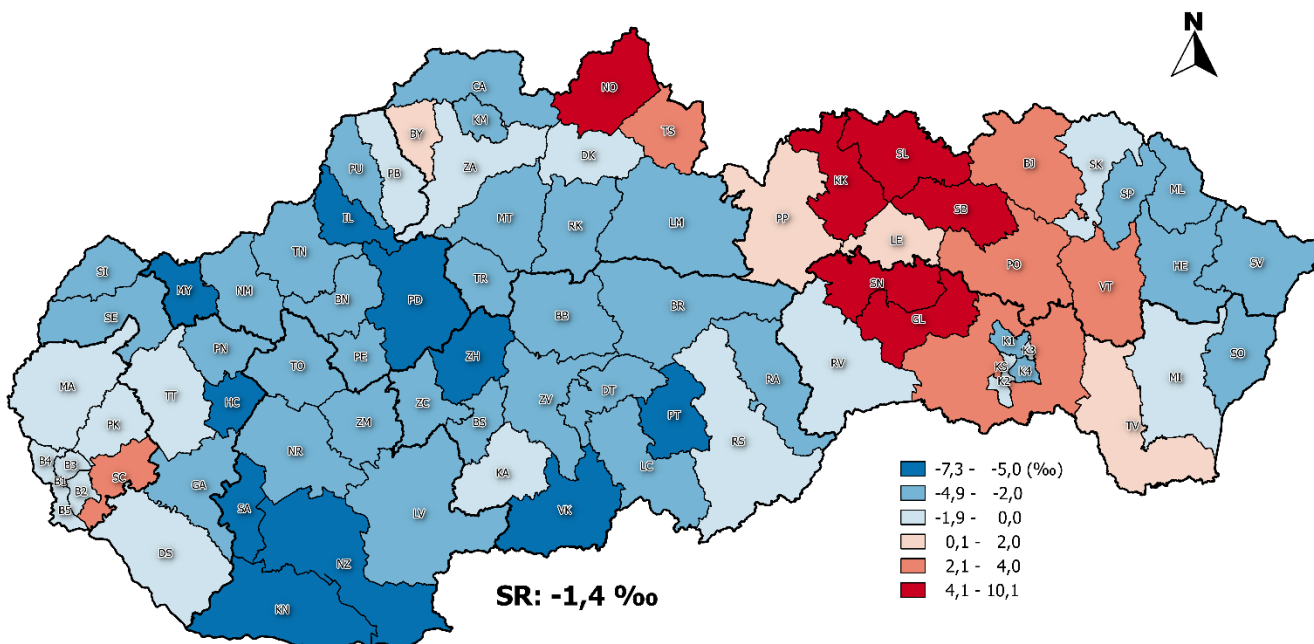 N
CA
NO
KM
BY
TS
PU
PB
ZA
DK
SL
BJ
SK
KK
SP
ML
IL
MT
RK
LM
PP
SB
LE
TN
PO
HE
SV
SI
MY
NM
BN
PD
TR
SN
VT
SE
BB
BR
GL
PN
TO
PE
ZH
K1
K3
MA
TT
RV
K5
K4
K2
MI
SO
HC
ZM
ZC
BS
ZV
DT
RA
PT
PK
TV
SC
NR
KA
LC
RS
B4
B3
B1
B2
B5
GA
SA
LV
VK
DS
NZ
KN
-7,3 - -5,0 (‰)
-4,9 - -2,0
-1,9 - 0,0
0,1 - 2,0
2,1 - 4,0
4,1 - 10,1
SR: -1,4 ‰